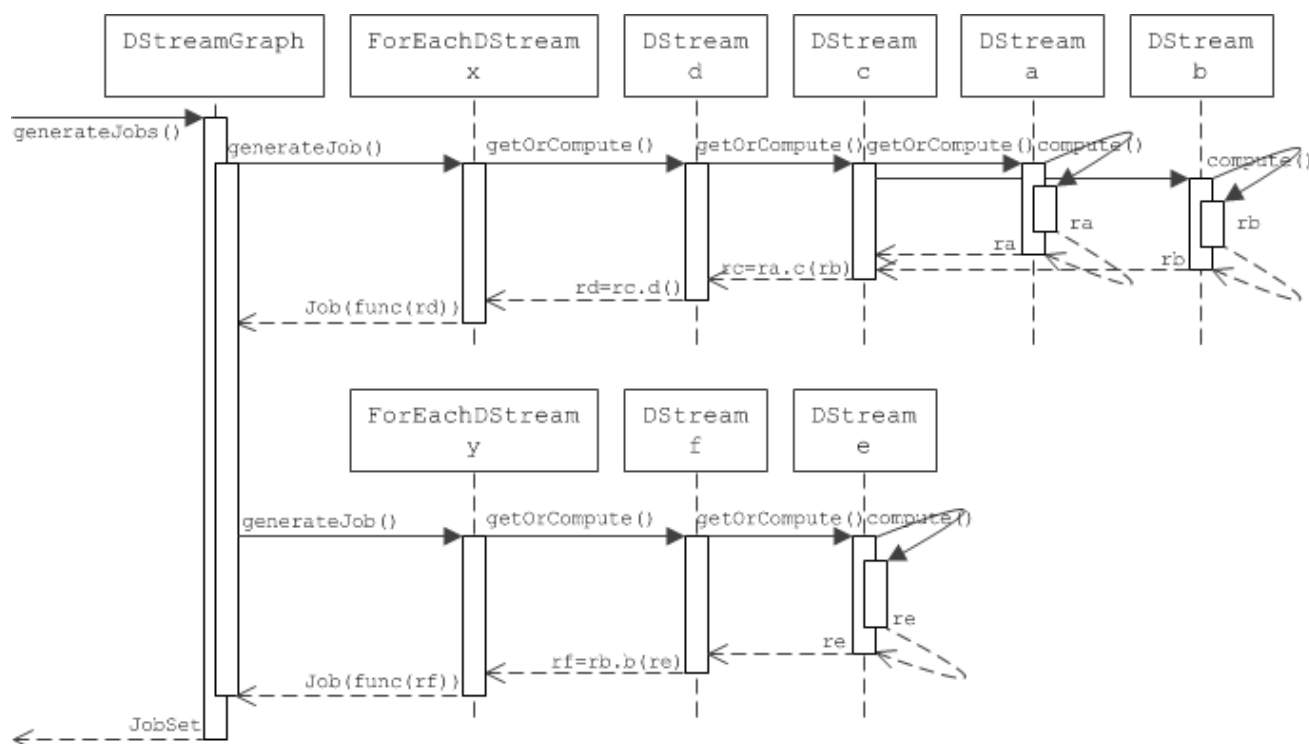 DStreamGraph
ForEachDStream
x
DStream
d
DStream
c
DStream
a
DStream
b
generateJobs()
generateJob()
getOrCompute()
getOrCompute()
getOrCompute()
compute()
compute()
ra
rb
ra
rb
rc=ra.c(rb)
rd=rc.d()
Job(func(rd))
ForEachDStream
y
DStream
f
DStream
e
generateJob()
getOrCompute()
getOrCompute()
compute()
re
re
rf=rb.b(re)
Job(func(rf))
JobSet